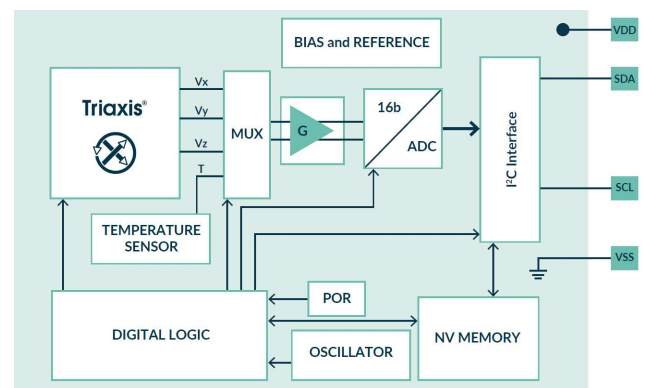 BIAS and REFERENCE
VDD
Triaxis®
Vx
Vy
Vz
T
MUX
G
16b
ADC
I²C Interface
SDA
SCL
VSS
TEMPERATURE
SENSOR
DIGITAL LOGIC
POR
OSCILLATOR
NV MEMORY